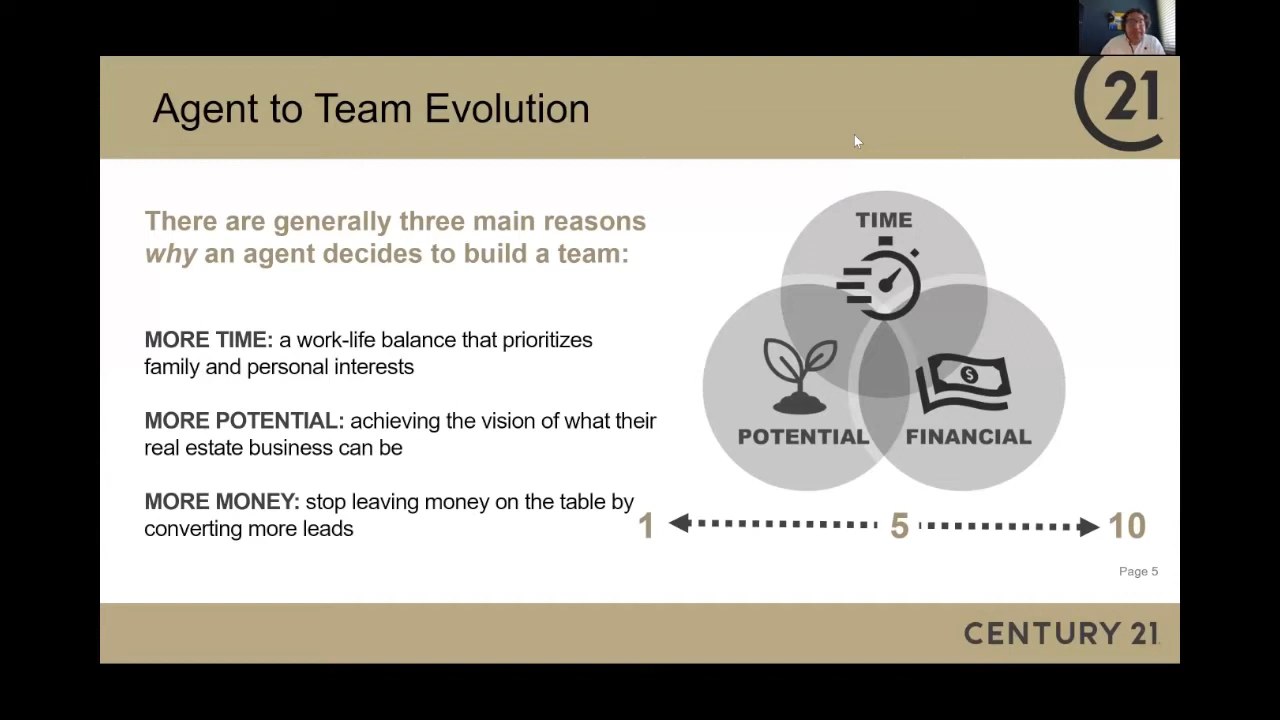 Agent to Team Evolution
21
There are generally three main reasons
why an agent decides to build a team:
MORE TIME: a work-life balance that prioritizes
family and personal interests
MORE POTENTIAL: achieving the vision of what their
real estate business can be
MORE MONEY: stop leaving money on the table by
converting more leads
TIME
$
POTENTIAL
FINANCIAL
1
5
10
Page 5
CENTURY 21